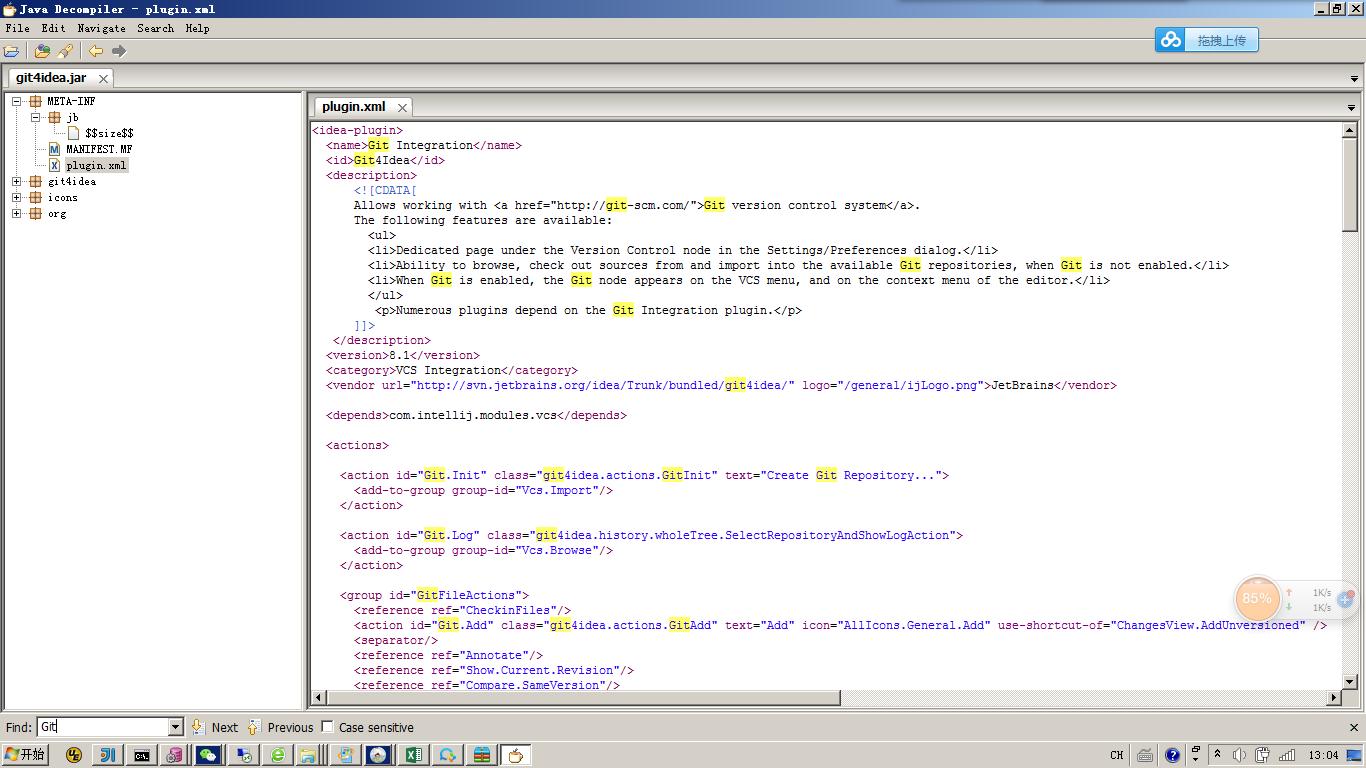 Java Decompiler - plugin.xml
File Edit Navigate Search Help
拖拽上传
git4idea.jar
META-INF
jb
$$size$$
MANIFEST.MF
plugin.xml
git4idea
icons
org
plugin.xml
<idea-plugin>
<name>Git Integration</name>
<id>Git4Idea</id>
<description>
<![CDATA[
Allows working with <a href="http://git-scm.com/">Git version control system</a>.
The following features are available:
<ul>
<li>Dedicated page under the Version Control node in the Settings/Preferences dialog.</li>
<li>Ability to browse, check out sources from and import into the available Git repositories, when Git is not enabled.</li>
<li>When Git is enabled, the Git node appears on the VCS menu, and on the context menu of the editor.</li>
</ul>
<p>Numerous plugins depend on the Git Integration plugin.</p>
]]>
</description>
<version>8.1</version>
<category>VCS Integration</category>
<vendor url="http://svn.jetbrains.org/idea/Trunk/bundled/git4idea/" logo="/general/ijLogo.png">JetBrains</vendor>
<depends>com.intellij.modules.vcs</depends>
<actions>
<action id="Git.Init" class="git4idea.actions.GitInit" text="Create Git Repository...">
<add-to-group group-id="Vcs.Import"/>
</action>
<action id="Git.Log" class="git4idea.history.wholeTree.SelectRepositoryAndShowLogAction">
<add-to-group group-id="Vcs.Browse"/>
</action>
<group id="GitFileActions">
<reference ref="CheckinFiles"/>
<action id="Git.Add" class="git4idea.actions.GitAdd" text="Add" icon="AllIcons.General.Add" use-shortcut-of="ChangesView.AddUnversioned" />
<separator/>
<reference ref="Annotate"/>
<reference ref="Show.Current.Revision"/>
<reference ref="Compare.SameVersion"/>
85%
1K/s
1K/s
Find: Git Next Previous Case sensitive
开始 CH 13:04